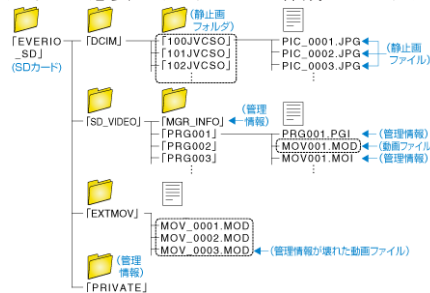 (静止画
フォルダ)
「EVERIO
_SD」
(SDカード)
「DCIM」
「100JVCSO」
「101JVCSO」
「102JVCSO」
PIC_0001.JPG
PIC_0002.JPG
PIC_0003.JPG
(静止画
ファイル)
(管理
情報)
「SD_VIDEO」
「MGR_INFO」
「PRG001」
「PRG002」
「PRG003」
PRG001.PGI
(管理情報)
MOV001.MOD
(動画ファイル
MOV001.MOI
(管理情報)
「EXTMOV」
MOV_0001.MOD
MOV_0002.MOD
MOV_0003.MOD
(管理情報が壊れた動画ファイル)
(管理
情報)
「PRIVATE」